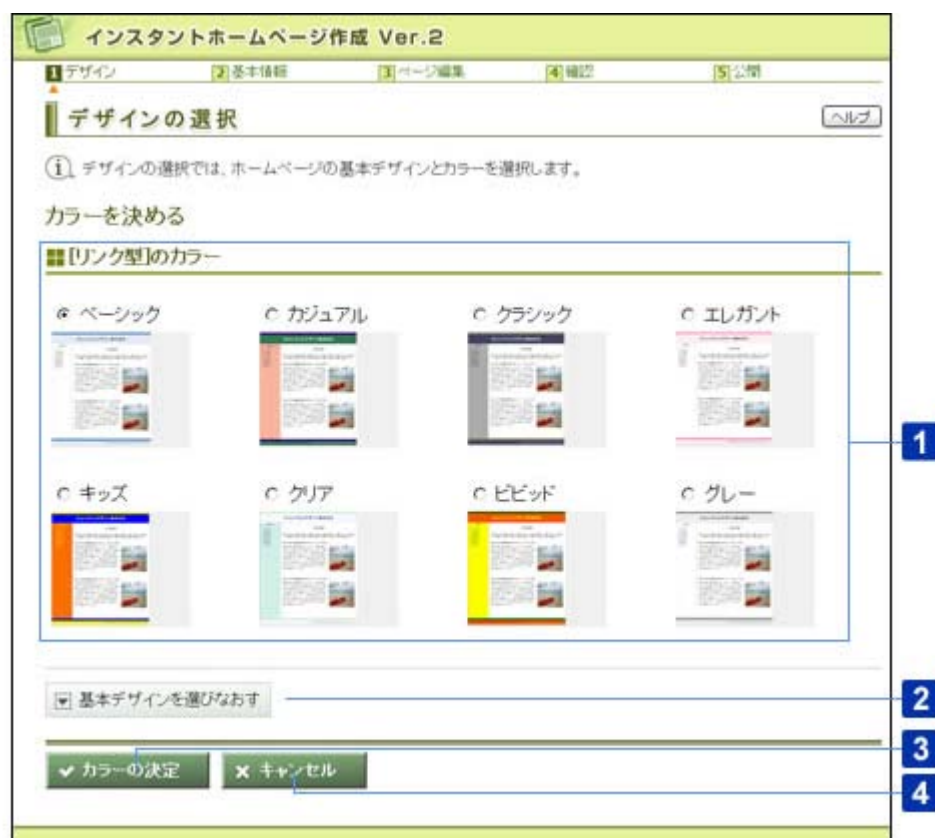 インスタントホームページ作成 Ver.2
1 デザイン 2 基本情報 3 ページ編集 4 確認 5 公開
デザインの選択 ヘルプ
i デザインの選択では、ホームページの基本デザインとカラーを選択します。
カラーを決める
[リンク型]のカラー
ベーシック カジュアル クラシック エレガント
1
キッズ クリア ビビッド グレー
基本デザインを選びなおす 2
3
カラーの決定 キャンセル
4